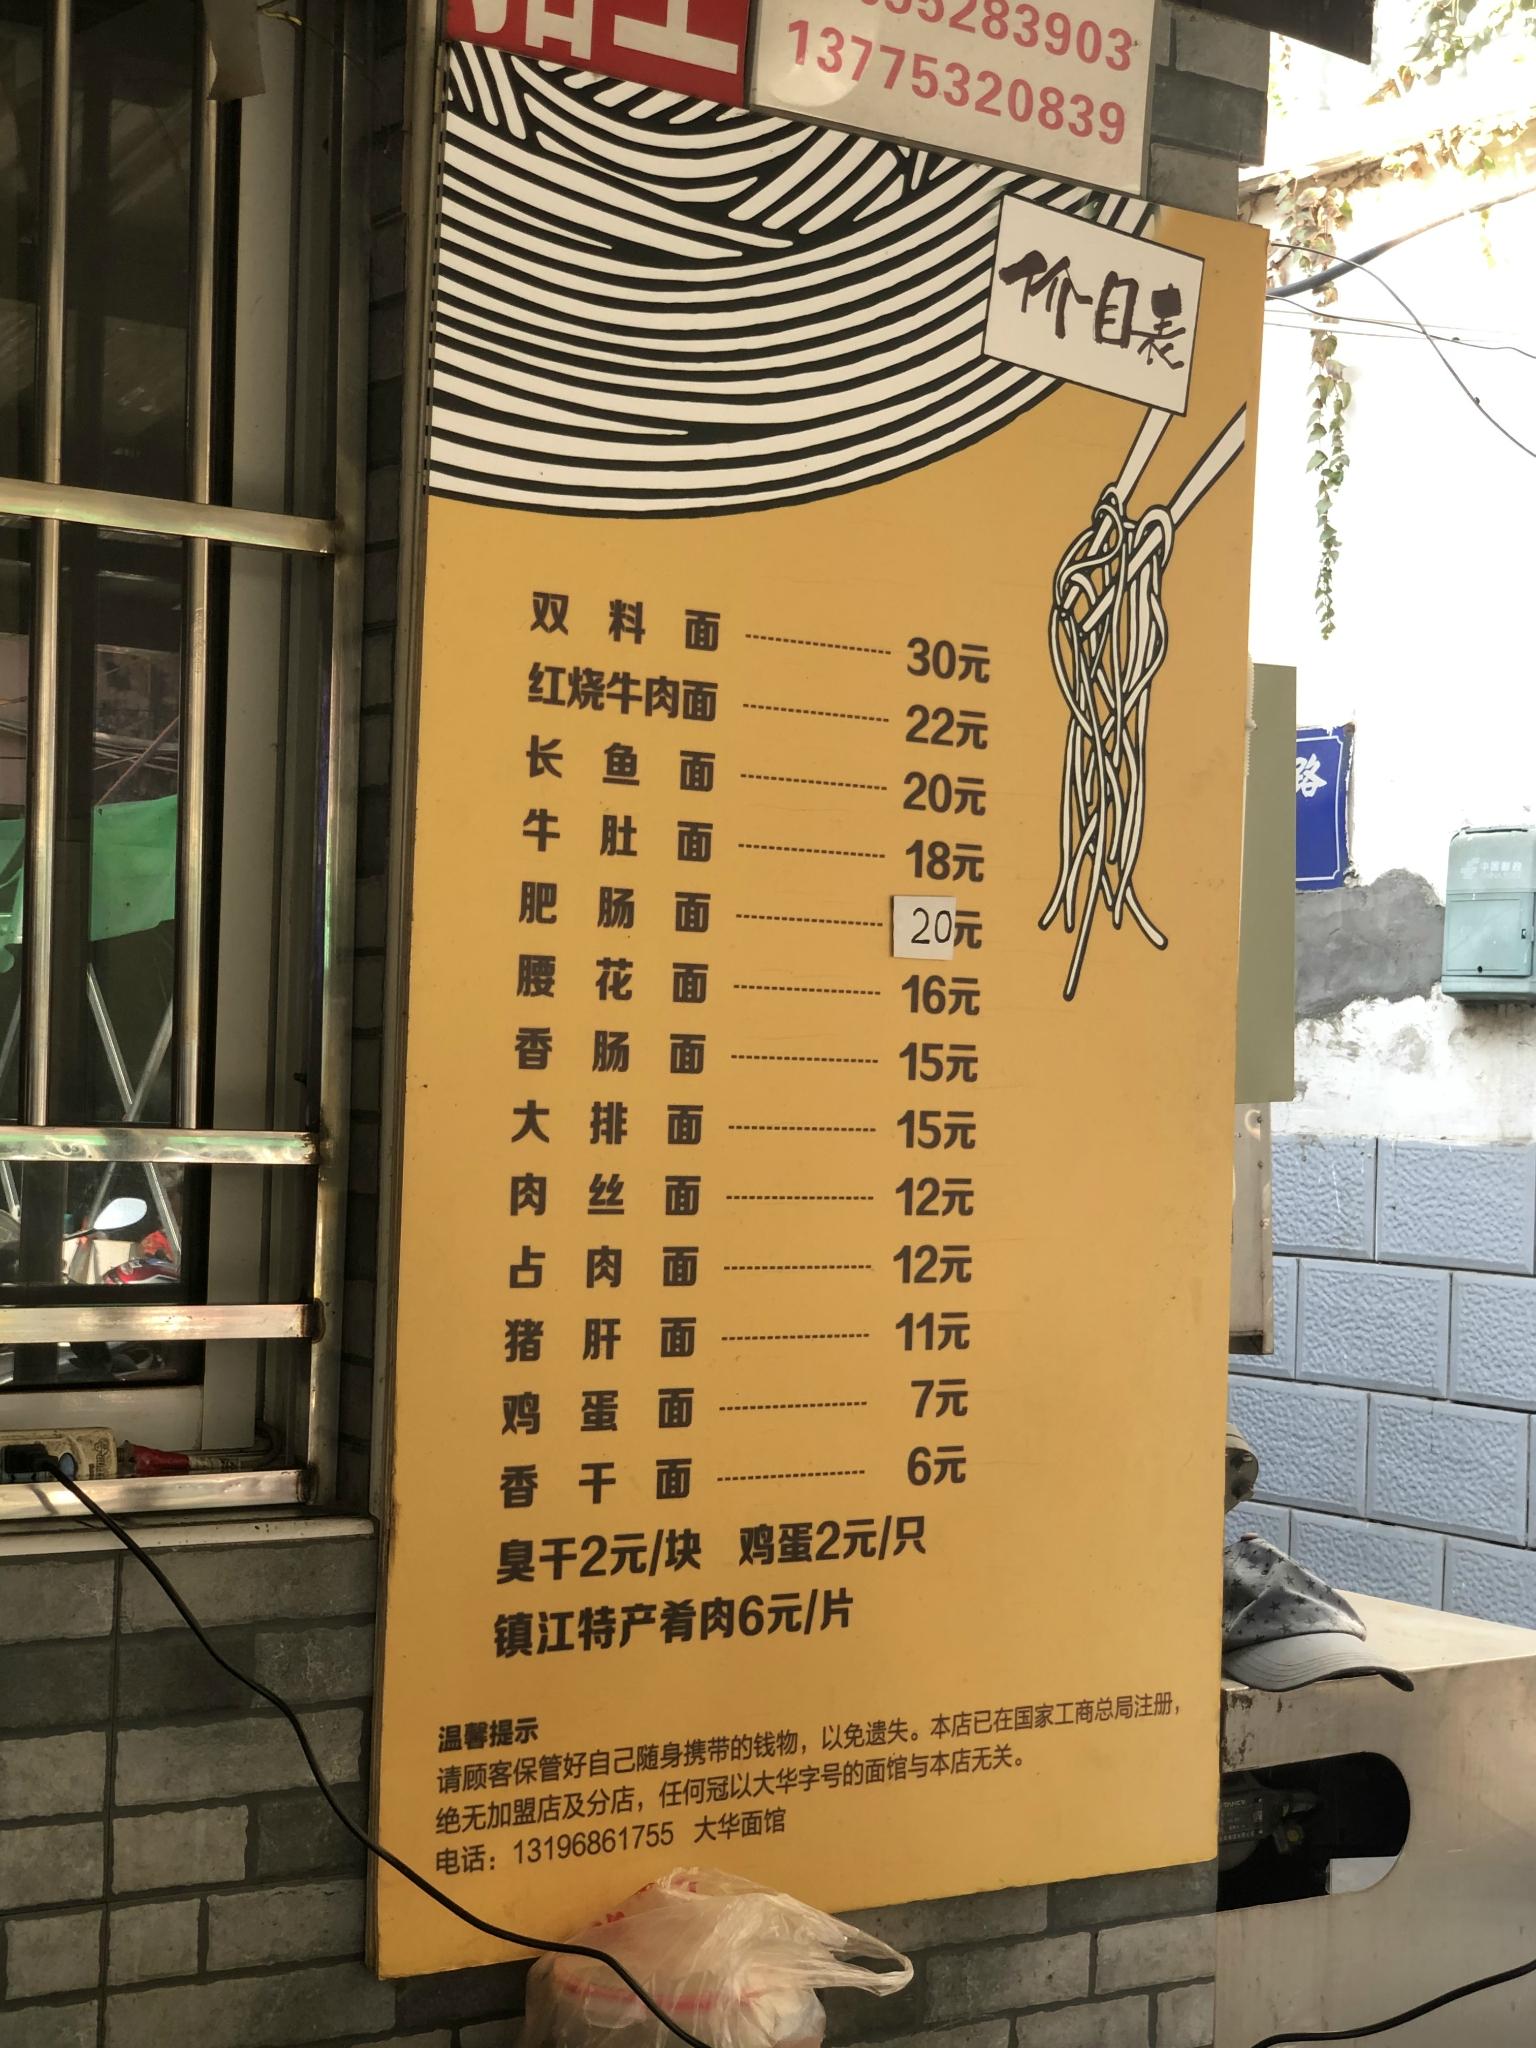 13775320839
价目表
双料面 30元
红烧牛肉面 22元
长鱼面 20元
牛肚面 18元
肥肠面 20元
腰花面 16元
香肠面 15元
大排面 15元
肉丝面 12元
占肉面 12元
猪肝面 11元
鸡蛋面 7元
香干面 6元
臭干2元/块 鸡蛋2元/只
镇江特产肴肉6元/片
温馨提示
请顾客保管好自己随身携带的钱物，以免遗失。本店已在国家工商总局注册，
绝无加盟店及分店，任何冠以大华字号的面馆与本店无关。
电话：13196861755 大华面馆
路
中国邮政